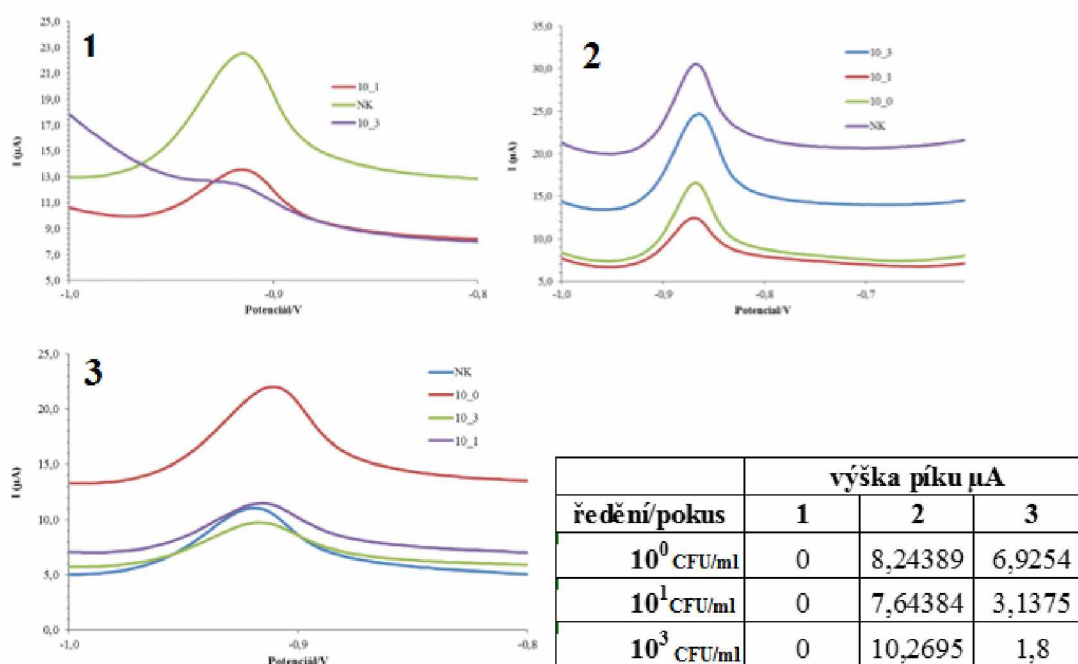 1
25,0
23,0
21,0
19,0
17,0
15,0
13,0
11,0
9,0
7,0
5,0
I (µA)
-1,0 -0,9 -0,8
Potenciál/V
10_1
NK
10_3
2
35,0
30,0
25,0
20,0
15,0
10,0
5,0
I (µA)
-1,0 -0,9 -0,8 -0,7
Potenciál/V
10_3
10_1
10_0
NK
3
25,0
20,0
15,0
10,0
5,0
0,0
I (µA)
-1,0 -0,9 -0,8
Potenciál/V
NK
10_0
10_3
10_1
výška píku µA
ředění/pokus 1 2 3
10⁰ CFU/ml 0 8,24389 6,9254
10¹ CFU/ml 0 7,64384 3,1375
10³ CFU/ml 0 10,2695 1,8